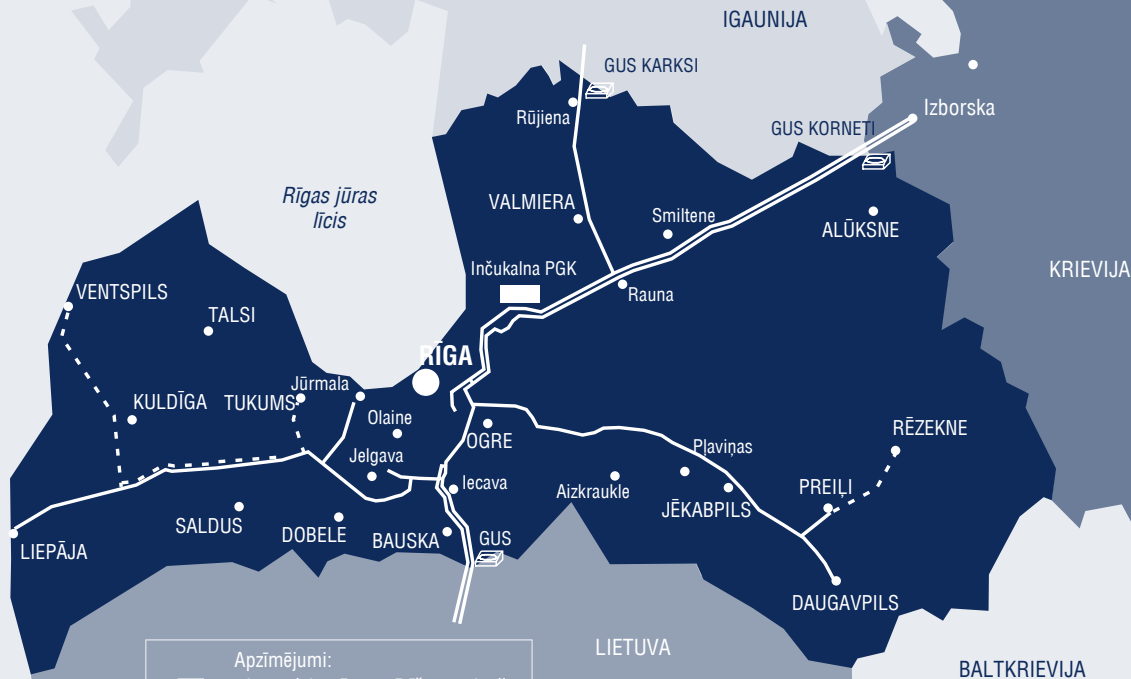 IGAUNIJA
GUS KARKSI
Rūjiena
Izborska
GUS KORNETI
Rīgas jūras
līcis
VALMIERA
Smiltene
ALŪKSNE
Inčukalna PGK
KRIEVIJA
VENTSPILS
Rauna
TALSI
RĪGA
Jūrmala
KULDĪGA
TUKUMS
Olaine
OGRE
RĒZEKNE
Jelgava
Pļaviņas
Iecava
Aizkraukle
PREIĻI
JĒKABPILS
SALDUS
DOBELE
BAUSKA
GUS
LIEPĀJA
DAUGAVPILS
LIETUVA
Apzīmējumi:
BALTKRIEVIJA